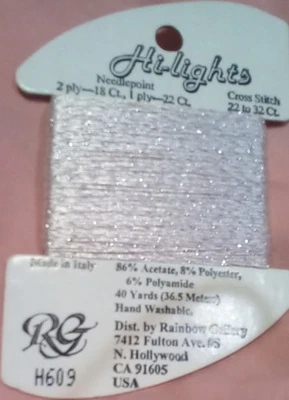 Hi-lights
Needlepoint
2 ply—18 Ct., 1 ply—22 Ct.
Cross Stitch
22 to 32 Ct.
Made in Italy
86% Acetate, 8% Polyester,
6% Polyamide
40 Yards (36.5 Meters)
Hand Washable.
RG
H609
Dist. by Rainbow Gallery
7412 Fulton Ave. #5
N. Hollywood
CA 91605
USA